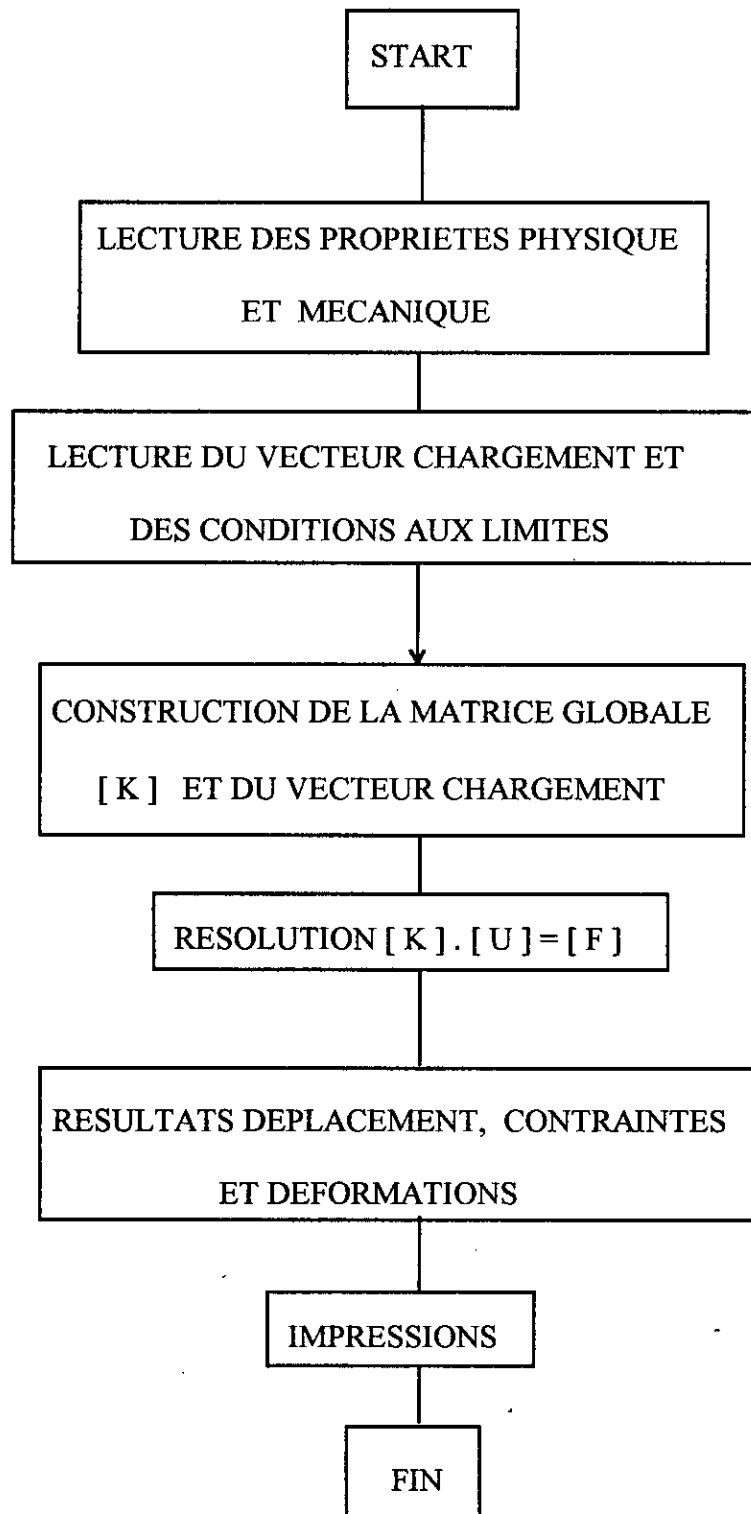 START
LECTURE DES PROPRIETES PHYSIQUE
ET MECANIQUE
LECTURE DU VECTEUR CHARGEMENT ET
DES CONDITIONS AUX LIMITES
CONSTRUCTION DE LA MATRICE GLOBALE
[ K ] ET DU VECTEUR CHARGEMENT
RESOLUTION [ K ] . [ U ] = [ F ]
RESULTATS DEPLACEMENT, CONTRAINTES
ET DEFORMATIONS
IMPRESSIONS
FIN